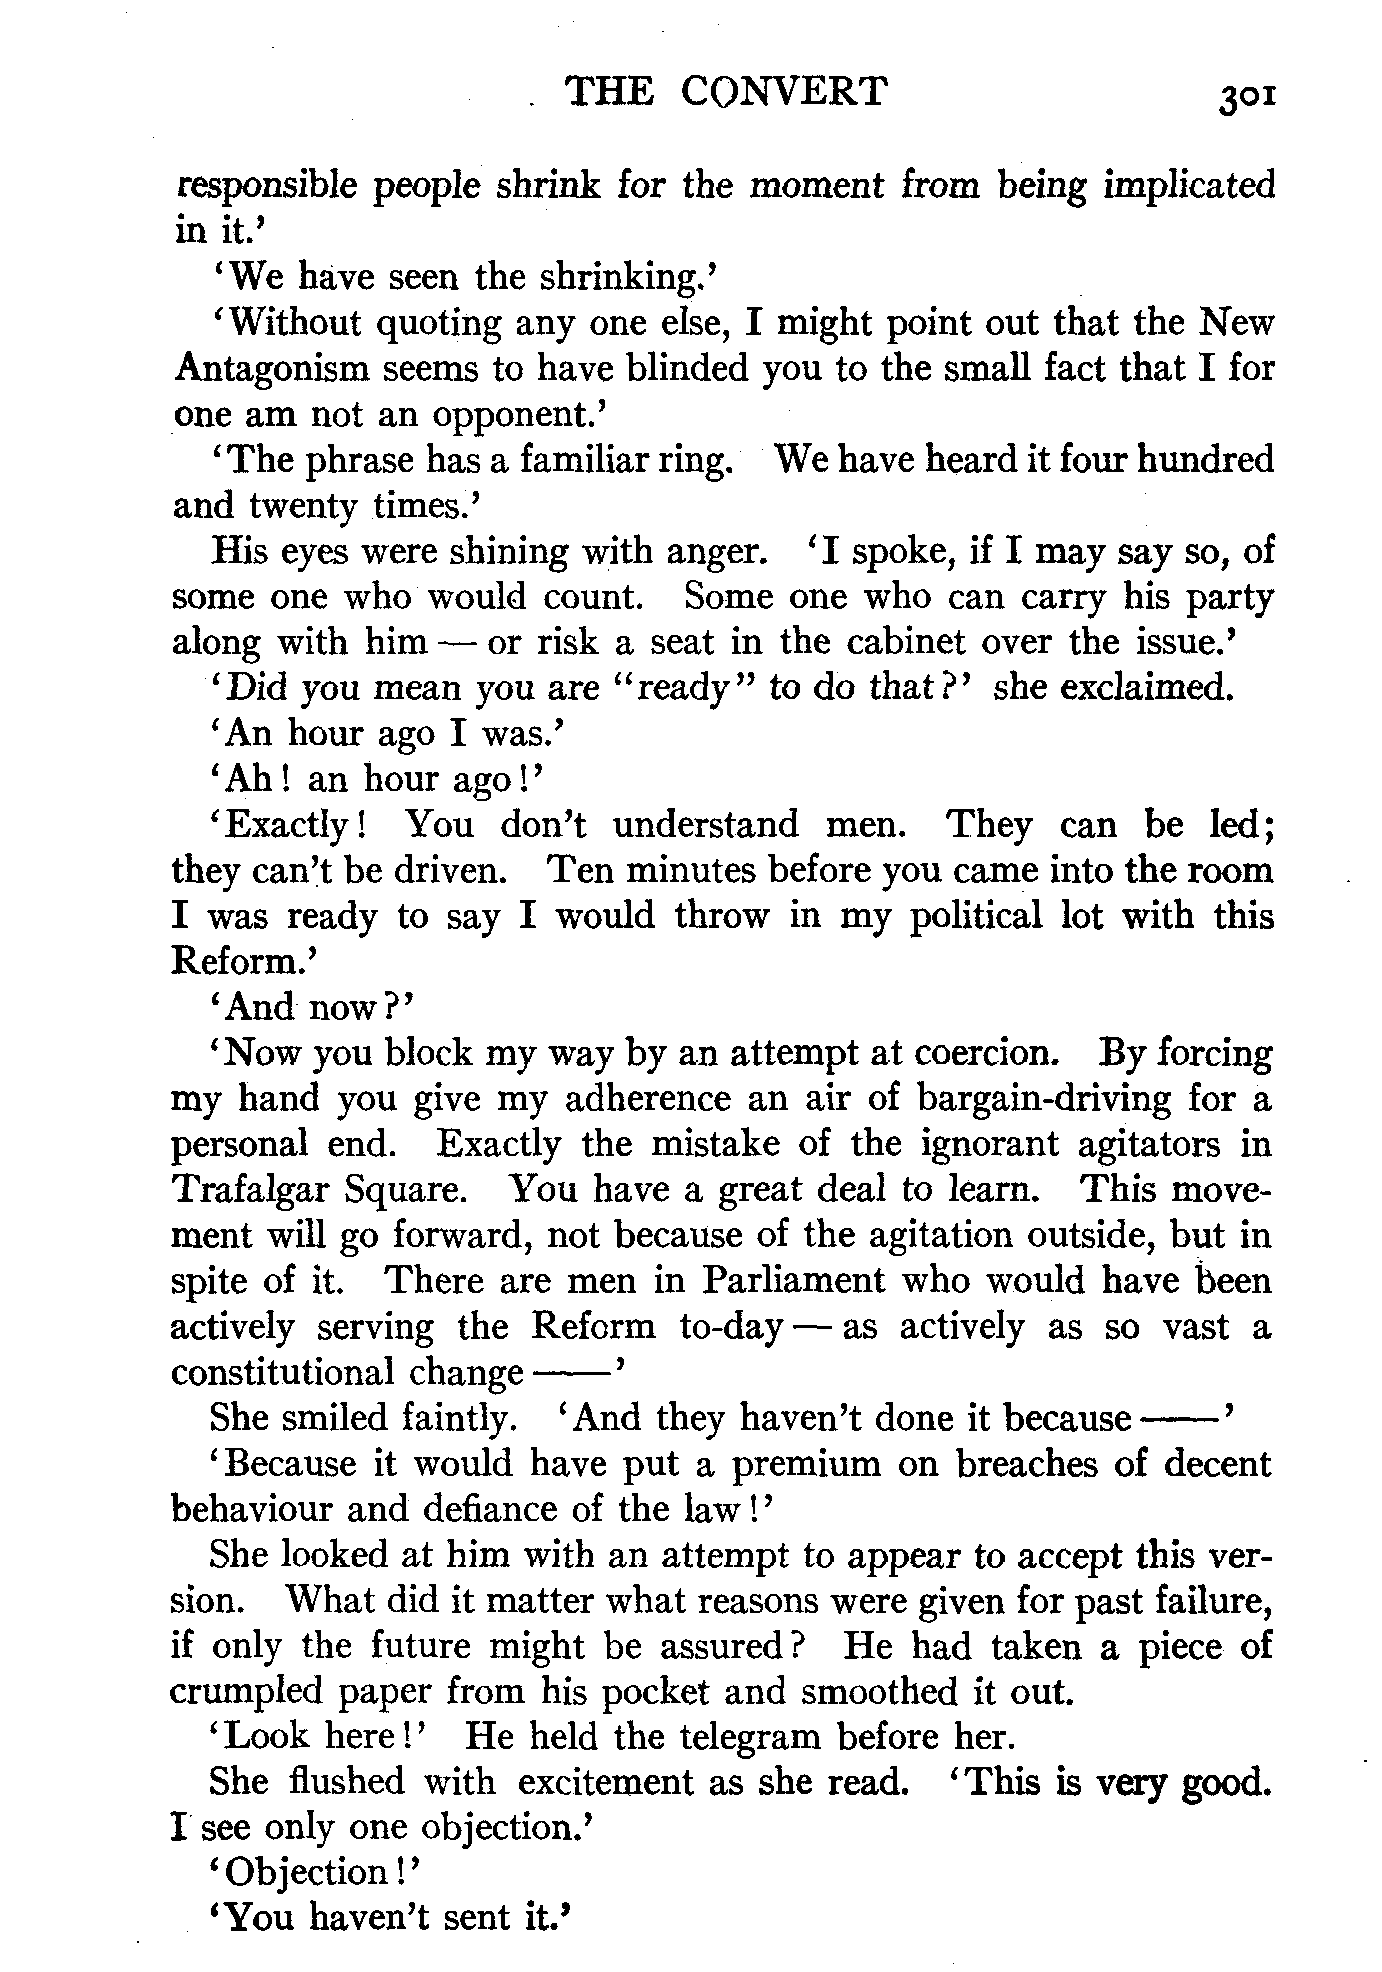 THE CONVERT 301
responsible people shrink for the moment from being implicated
in it.’
‘We have seen the shrinking.’
‘Without quoting any one else, I might point out that the New
Antagonism seems to have blinded you to the small fact that I for
one am not an opponent.’
‘The phrase has a familiar ring. We have heard it four hundred
and twenty times.’
His eyes were shining with anger. ‘I spoke, if I may say so, of
some one who would count. Some one who can carry his party
along with him — or risk a seat in the cabinet over the issue.’
‘Did you mean you are “ready” to do that?’ she exclaimed.
‘An hour ago I was.’
‘Ah! an hour ago!’
‘Exactly! You don’t understand men. They can be led;
they can’t be driven. Ten minutes before you came into the room
I was ready to say I would throw in my political lot with this
Reform.’
‘And now?’
‘Now you block my way by an attempt at coercion. By forcing
my hand you give my adherence an air of bargain-driving for a
personal end. Exactly the mistake of the ignorant agitators in
Trafalgar Square. You have a great deal to learn. This move-
ment will go forward, not because of the agitation outside, but in
spite of it. There are men in Parliament who would have been
actively serving the Reform to-day — as actively as so vast a
constitutional change ——’
She smiled faintly. ‘And they haven’t done it because ——’
‘Because it would have put a premium on breaches of decent
behaviour and defiance of the law!’
She looked at him with an attempt to appear to accept this ver-
sion. What did it matter what reasons were given for past failure,
if only the future might be assured? He had taken a piece of
crumpled paper from his pocket and smoothed it out.
‘Look here!’ He held the telegram before her.
She flushed with excitement as she read. ‘This is very good.
I see only one objection.’
‘Objection!’
‘You haven’t sent it.’